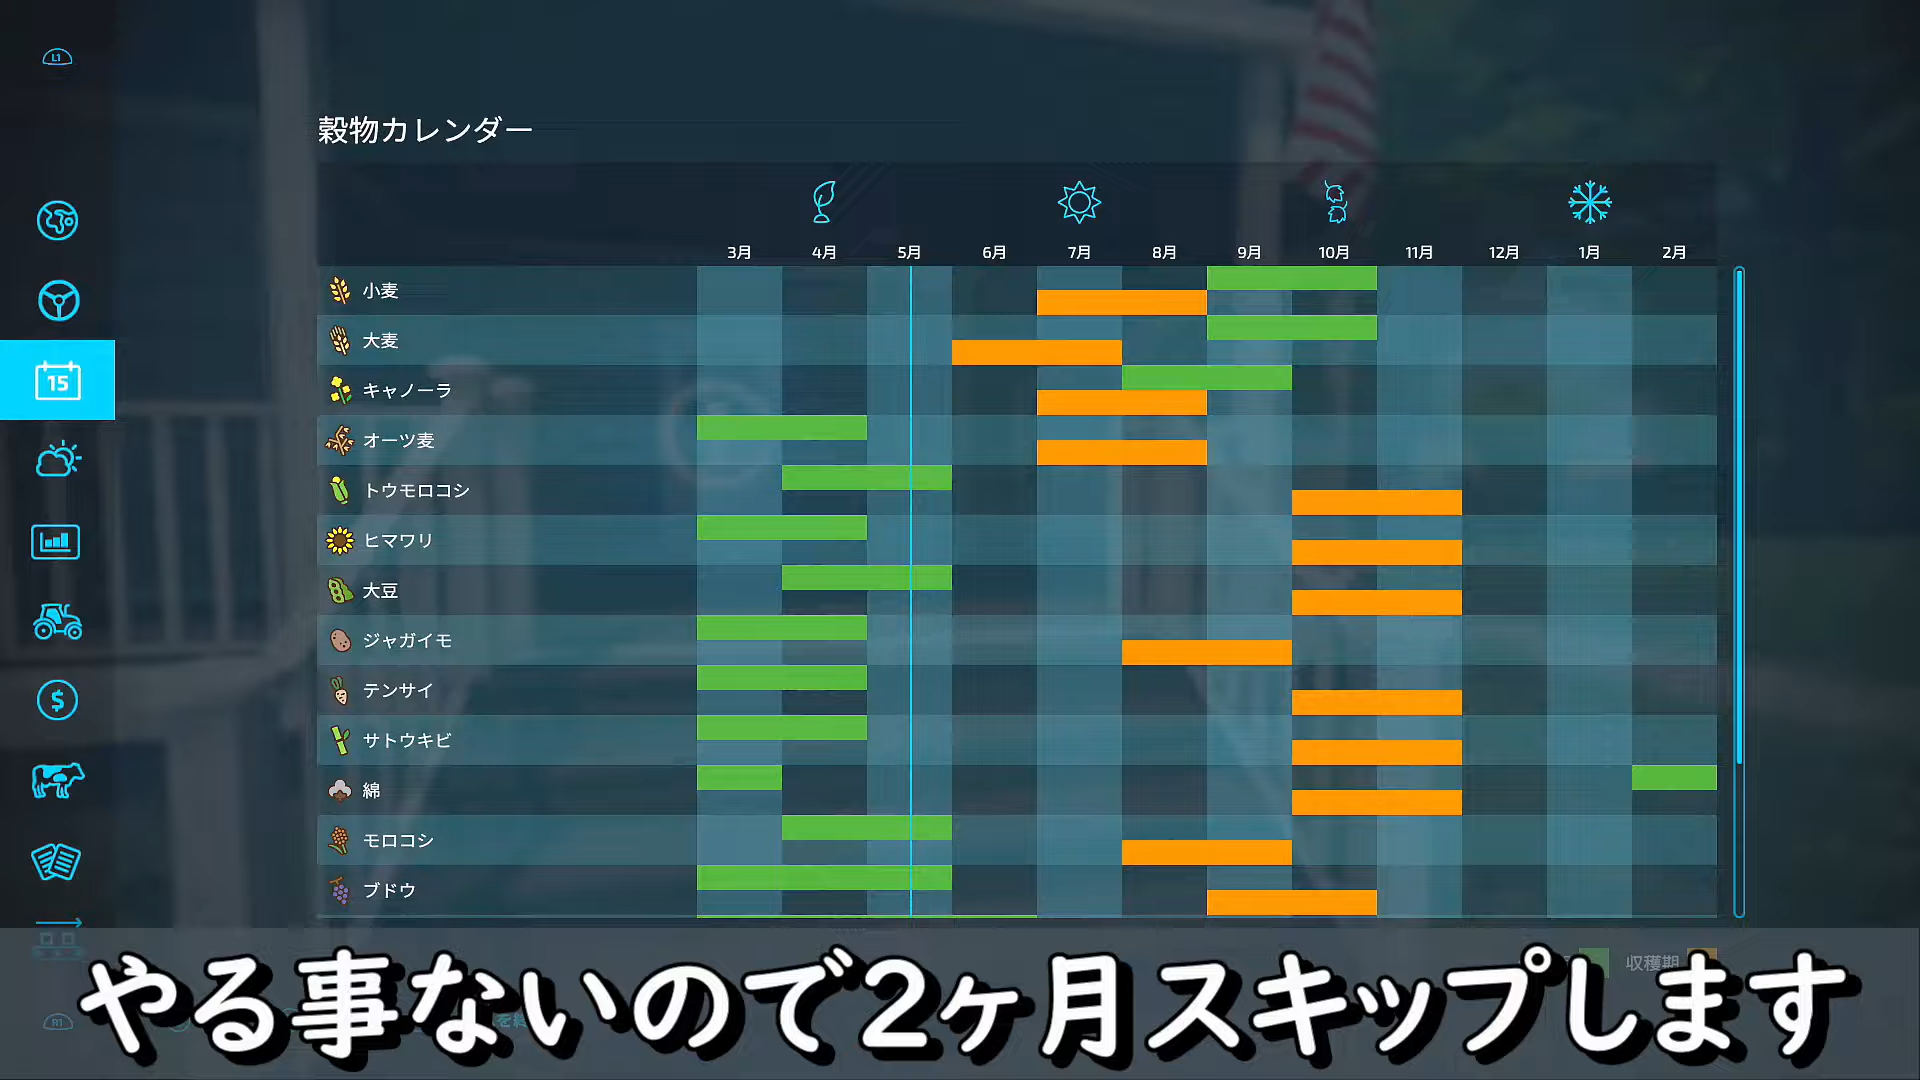 L1
穀物カレンダー
3月 4月 5月 6月 7月 8月 9月 10月 11月 12月 1月 2月
小麦
大麦
15
キャノーラ
オーツ麦
トウモロコシ
ヒマワリ
大豆
ジャガイモ
テンサイ
$
サトウキビ
綿
モロコシ
ブドウ
収穫期
R1
やる事ないので2ヶ月スキップします